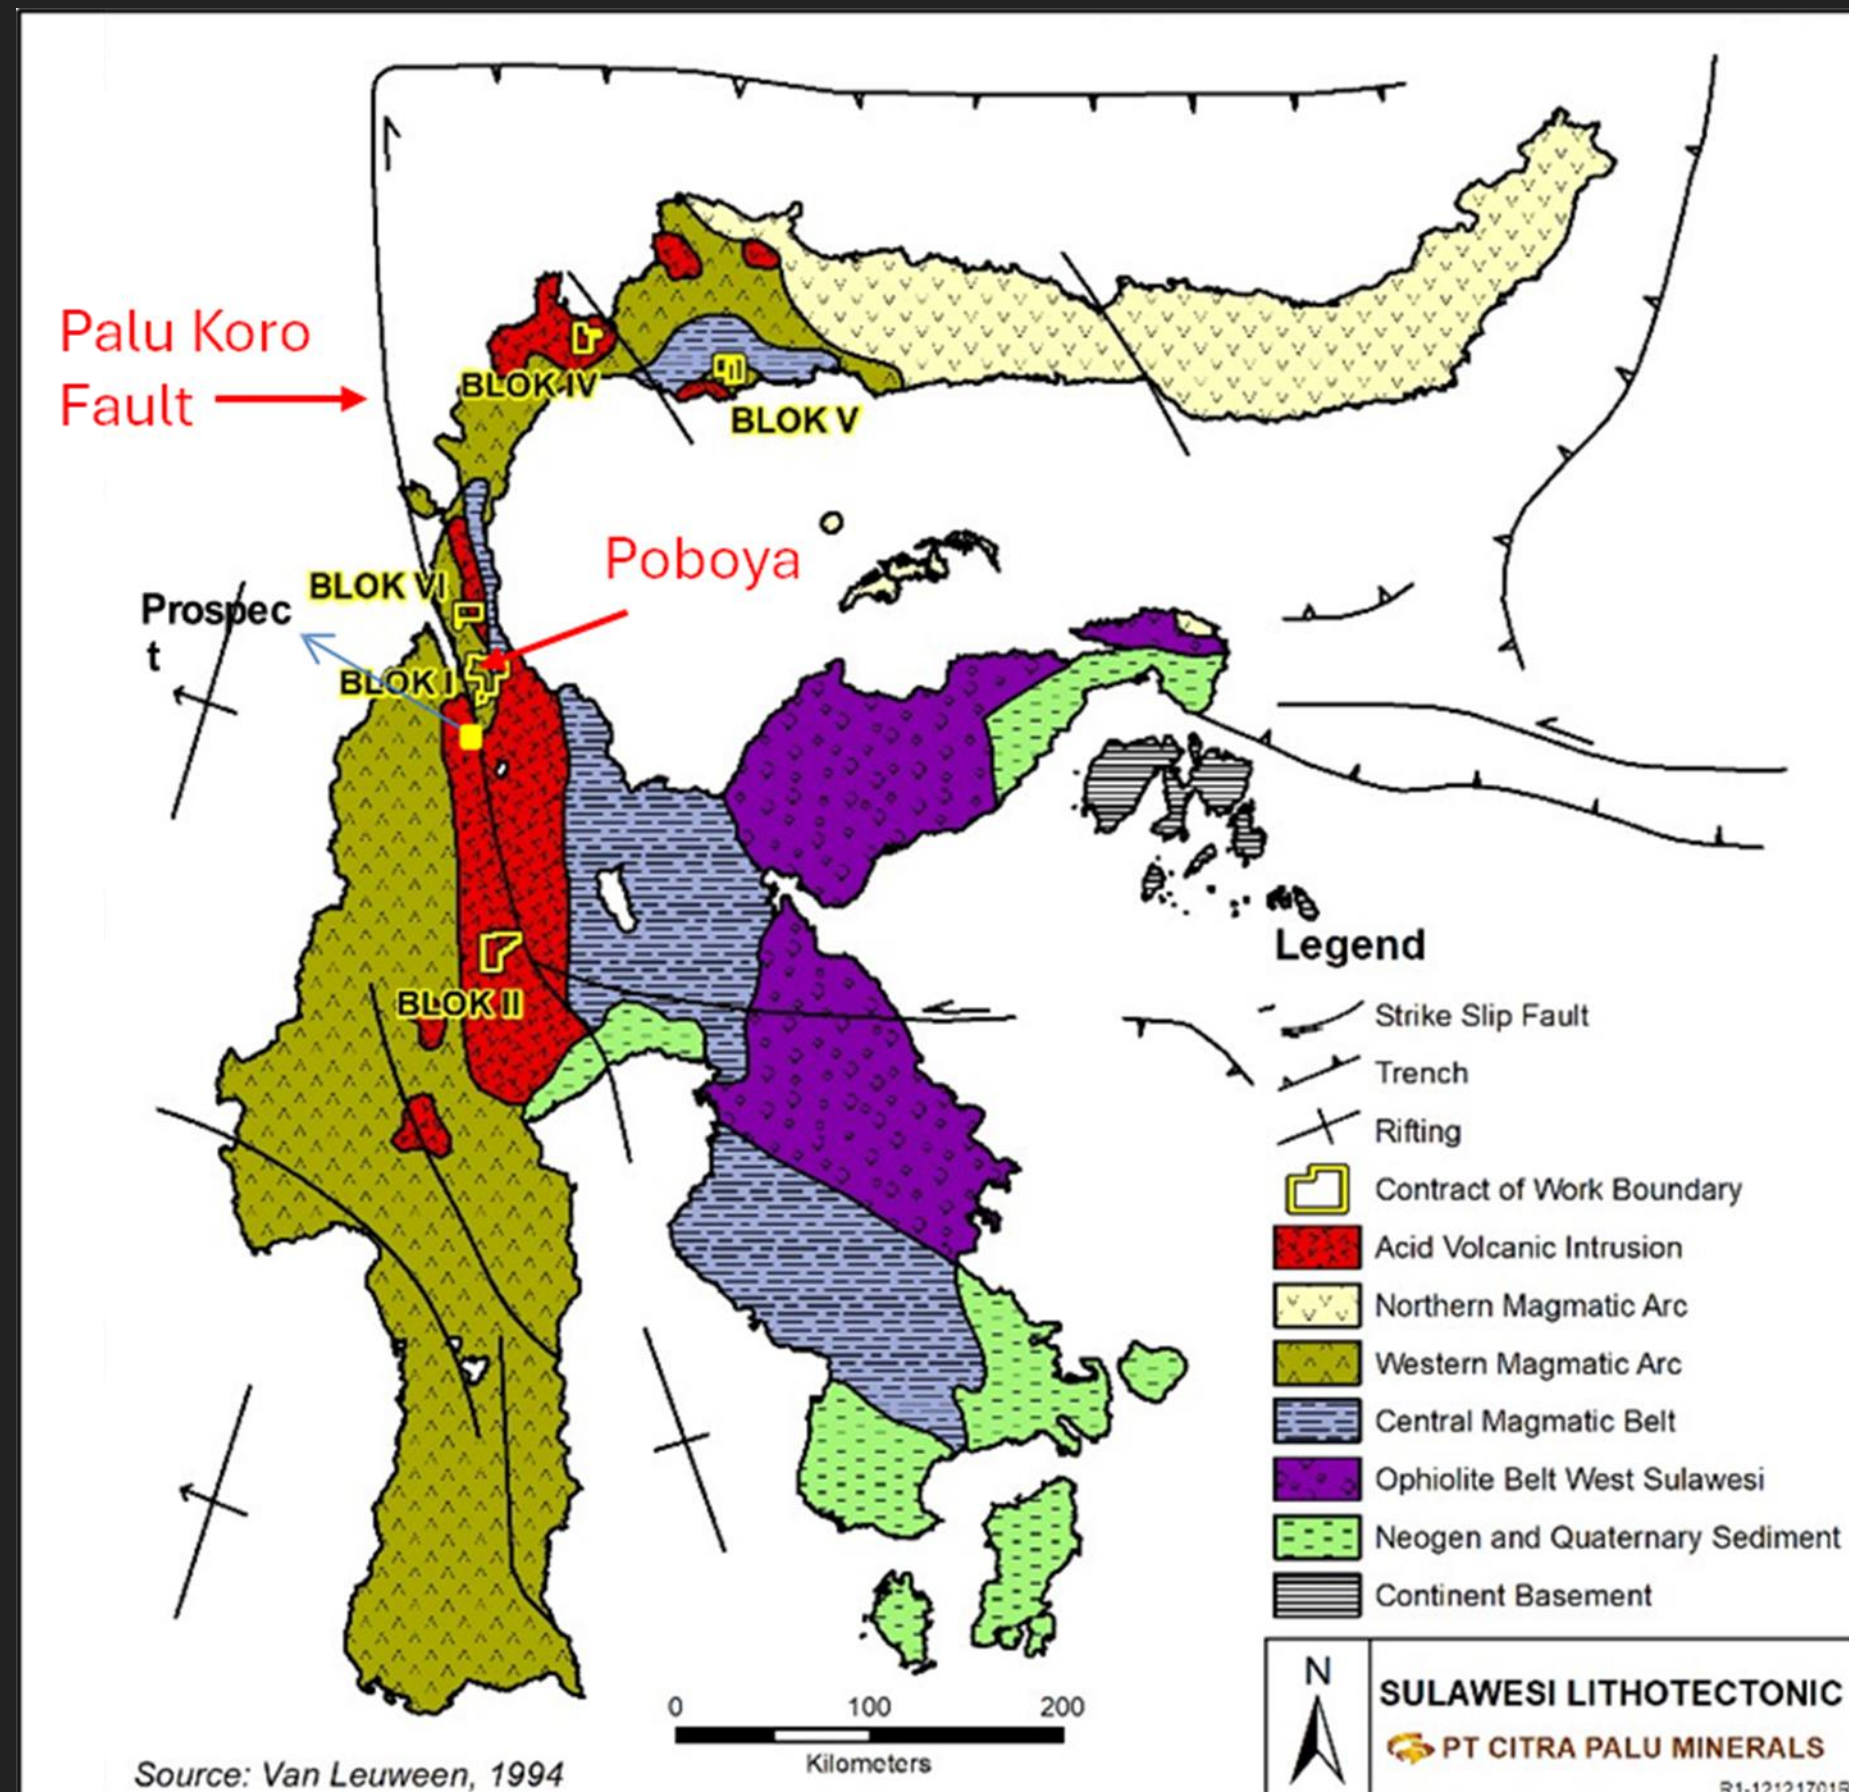 Palu Koro
Fault
BLOK IV
BLOK V
Poboya
BLOK VI
Prospec
t
BLOK I
BLOK II
Legend
Strike Slip Fault
Trench
Rifting
Contract of Work Boundary
Acid Volcanic Intrusion
Northern Magmatic Arc
Western Magmatic Arc
Central Magmatic Belt
Ophiolite Belt West Sulawesi
Neogen and Quaternary Sediment
Continent Basement
N
SULAWESI LITHOTECTONIC
PT CITRA PALU MINERALS
0 100 200
Kilometers
Source: Van Leuween, 1994